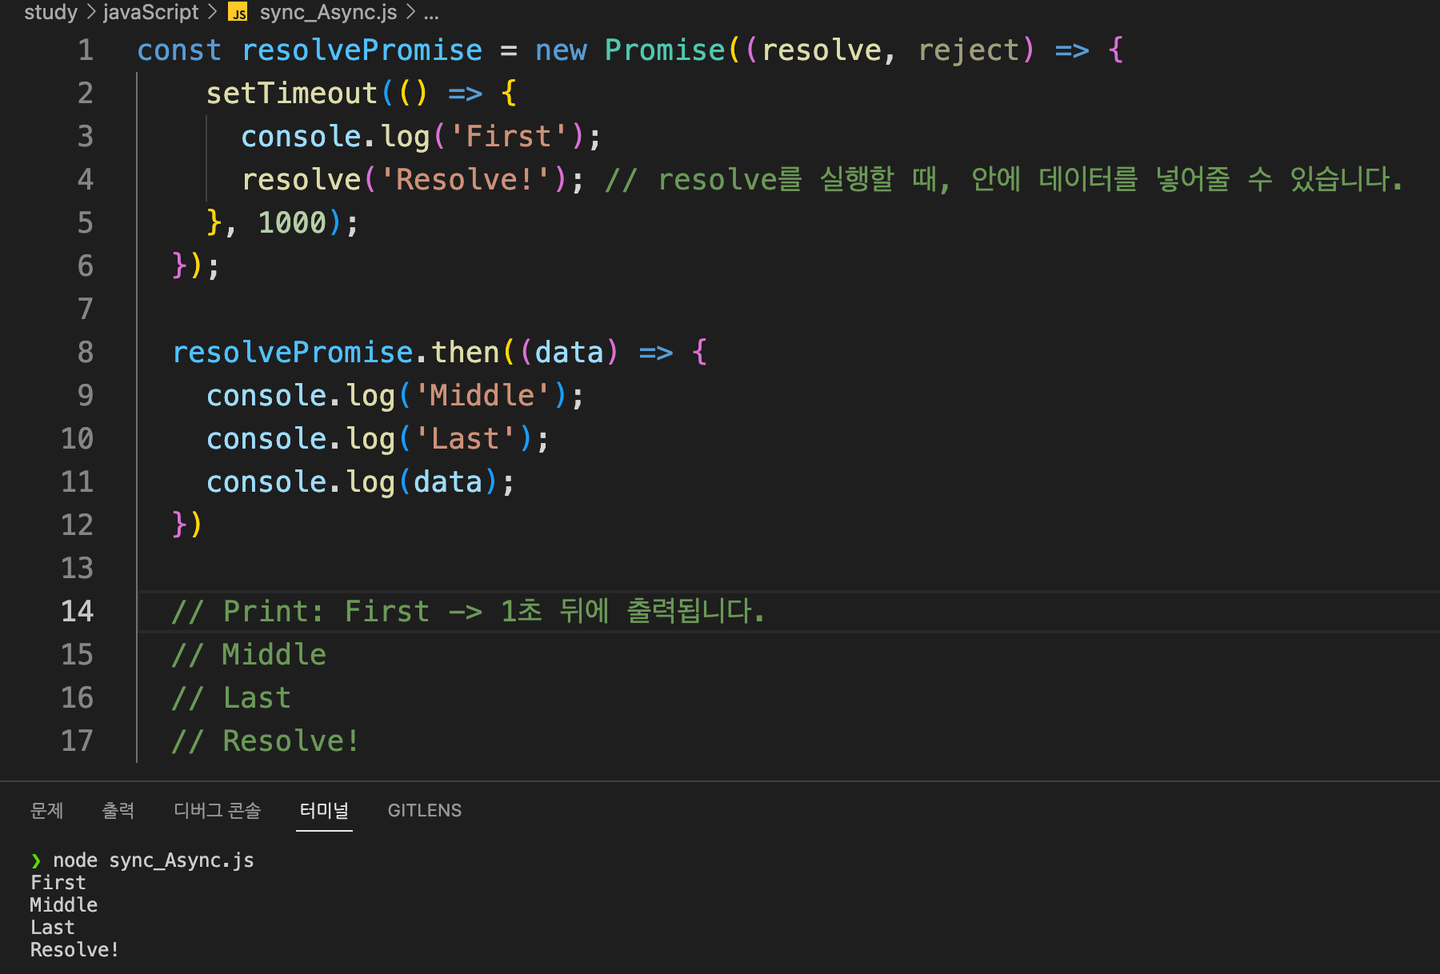 study > javaScript > JS sync_Async.js > ...
1 const resolvePromise = new Promise((resolve, reject) => {
2 setTimeout(() => {
3 console.log('First');
4 resolve('Resolve!'); // resolve를 실행할 때, 안에 데이터를 넣어줄 수 있습니다.
5 }, 1000);
6 });
7
8 resolvePromise.then((data) => {
9 console.log('Middle');
10 console.log('Last');
11 console.log(data);
12 })
13
14 // Print: First -> 1초 뒤에 출력됩니다.
15 // Middle
16 // Last
17 // Resolve!
문제 출력 디버그 콘솔 터미널 GITLENS
❯ node sync_Async.js
First
Middle
Last
Resolve!